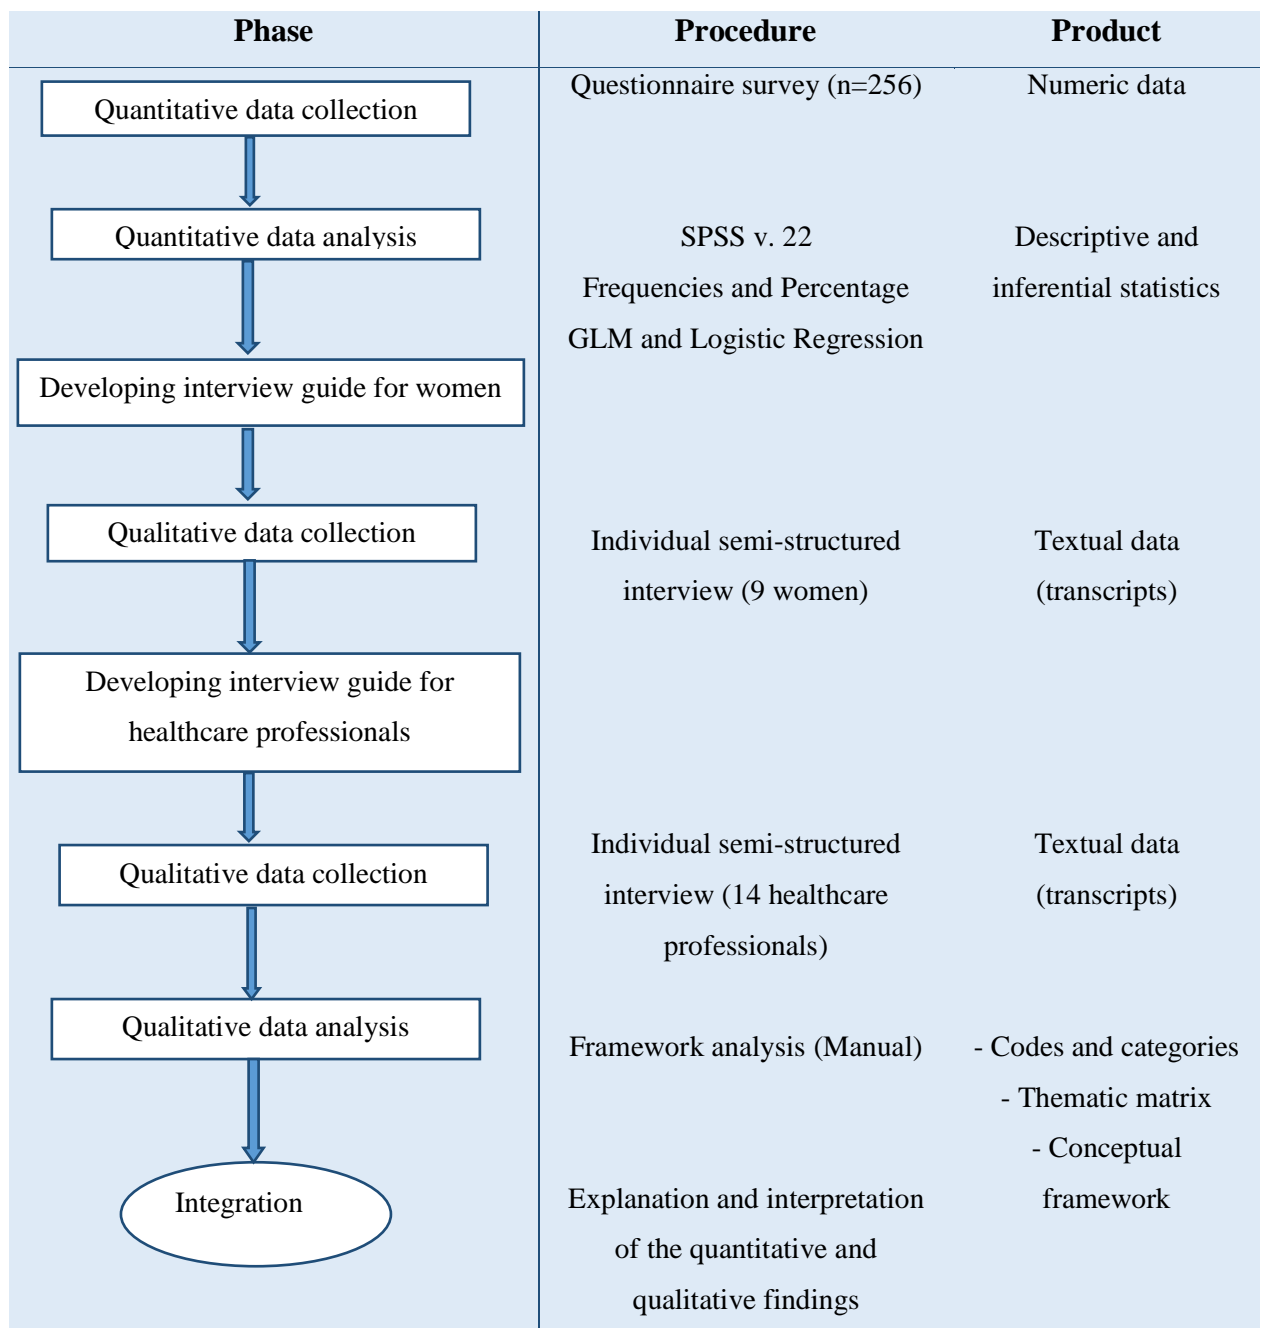 Phase
Procedure
Product
Quantitative data collection
Questionnaire survey (n=256)
Numeric data
Quantitative data analysis
SPSS v. 22
Frequencies and Percentage
GLM and Logistic Regression
Descriptive and
inferential statistics
Developing interview guide for women
Qualitative data collection
Individual semi-structured
interview (9 women)
Textual data
(transcripts)
Developing interview guide for
healthcare professionals
Qualitative data collection
Individual semi-structured
interview (14 healthcare
professionals)
Textual data
(transcripts)
Qualitative data analysis
Framework analysis (Manual)
- Codes and categories
- Thematic matrix
- Conceptual
framework
Integration
Explanation and interpretation
of the quantitative and
qualitative findings